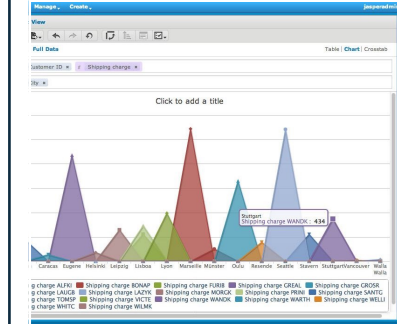 Manage Create jasperadmi
View
Full Data Table | Chart | Crosstab
Customer ID × # Shipping charge ×
City ×
Click to add a title
Stuttgart
Shipping charge WANDK : 434
Caracas Eugene Helsinki Leipzig Lisboa Lyon Marseille Münster Oulu Resende Seattle Stavern Stuttgart Vancouver Walla Walla
g charge ALFKI Shipping charge BONAP Shipping charge FURIB Shipping charge GREAL Shipping charge GROSR
g charge LAUGB Shipping charge LAZYK Shipping charge MORGK Shipping charge PRINI Shipping charge SANTG
g charge TOMSP Shipping charge VICTE Shipping charge WANDK Shipping charge WARTH Shipping charge WELLI
g charge WHITC Shipping charge WILMK